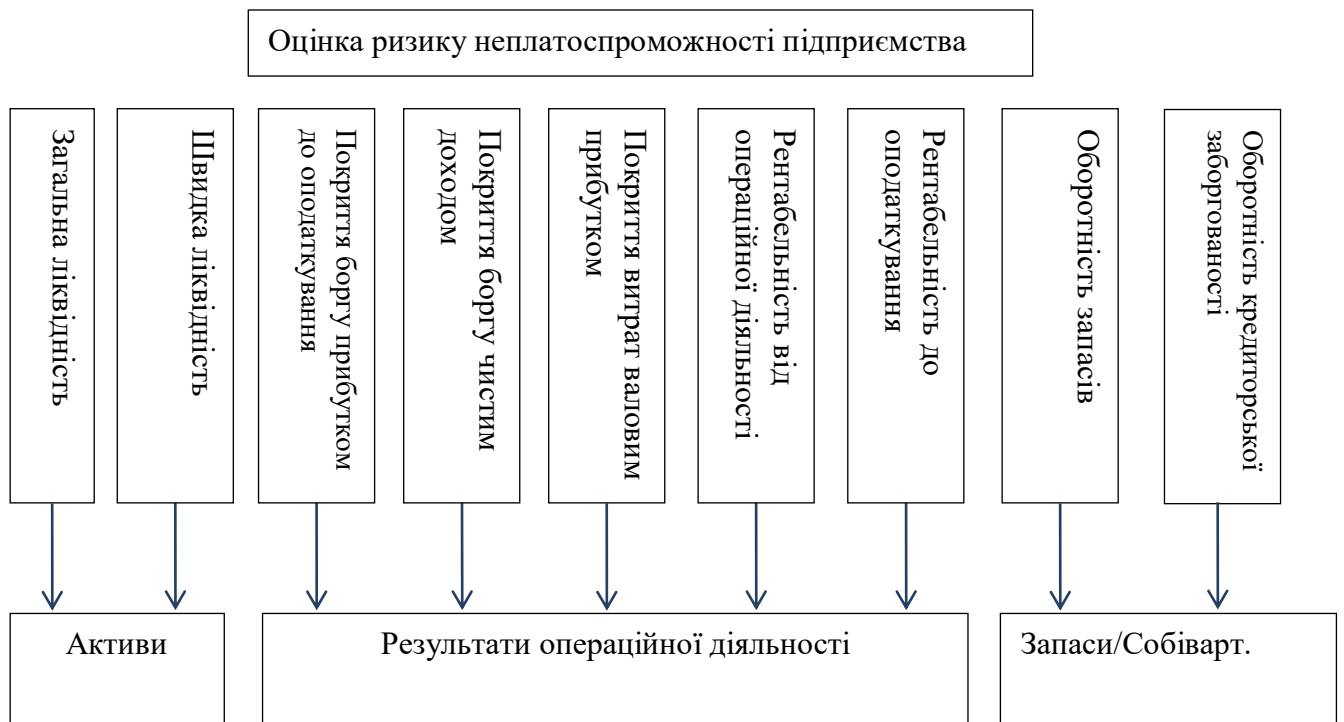 Оцінка ризику неплатоспроможності підприємства
Загальна ліквідність
Швидка ліквідність
Покриття боргу прибутком
до оподаткування
Покриття боргу чистим
доходом
Покриття витрат валовим
прибутком
Рентабельність від
операційної діяльності
Рентабельність до
оподаткування
Оборотність запасів
Оборотність кредиторської
заборгованості
Активи
Результати операційної діяльності
Запаси/Собіварт.